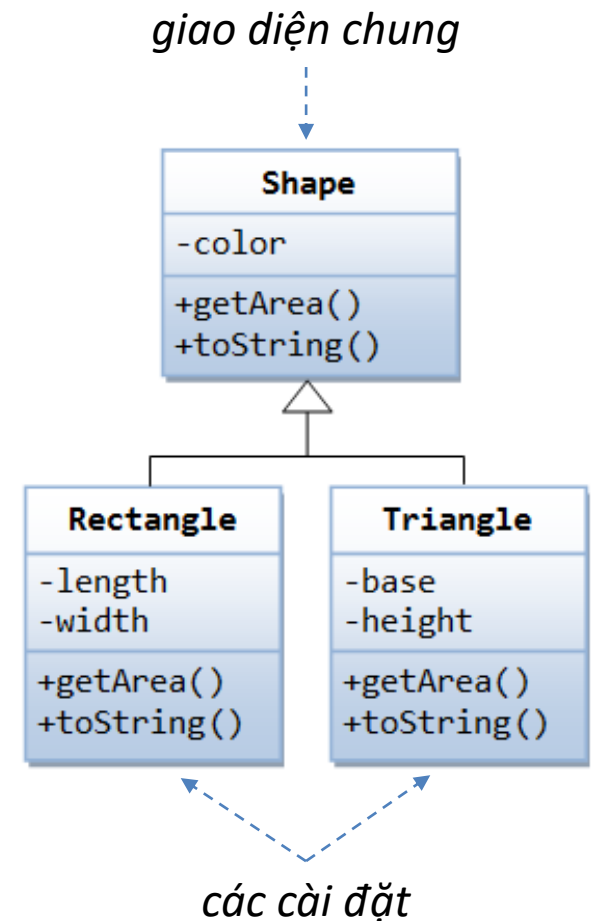 giao diện chung
Shape
-color
+getArea()
+toString()
Rectangle
-length
-width
+getArea()
+toString()
Triangle
-base
-height
+getArea()
+toString()
các cài đặt